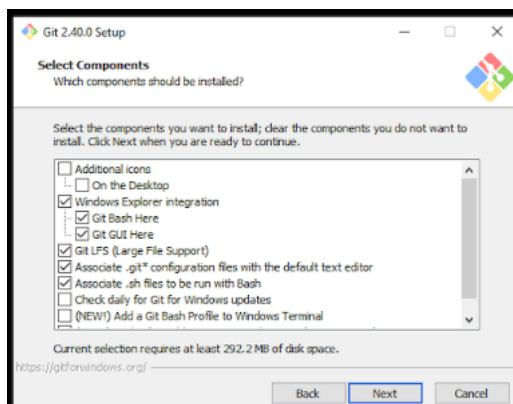 Git 2.40.0 Setup
Select Components
Which components should be installed?
Select the components you want to install; clear the components you do not want to
install. Click Next when you are ready to continue.
Additional icons
On the Desktop
Windows Explorer integration
Git Bash Here
Git GUI Here
Git LFS (Large File Support)
Associate .git* configuration files with the default text editor
Associate .sh files to be run with Bash
Check daily for Git for Windows updates
(NEW!) Add a Git Bash Profile to Windows Terminal
Current selection requires at least 292.2 MB of disk space.
https://gitforwindows.org/
Back Next Cancel